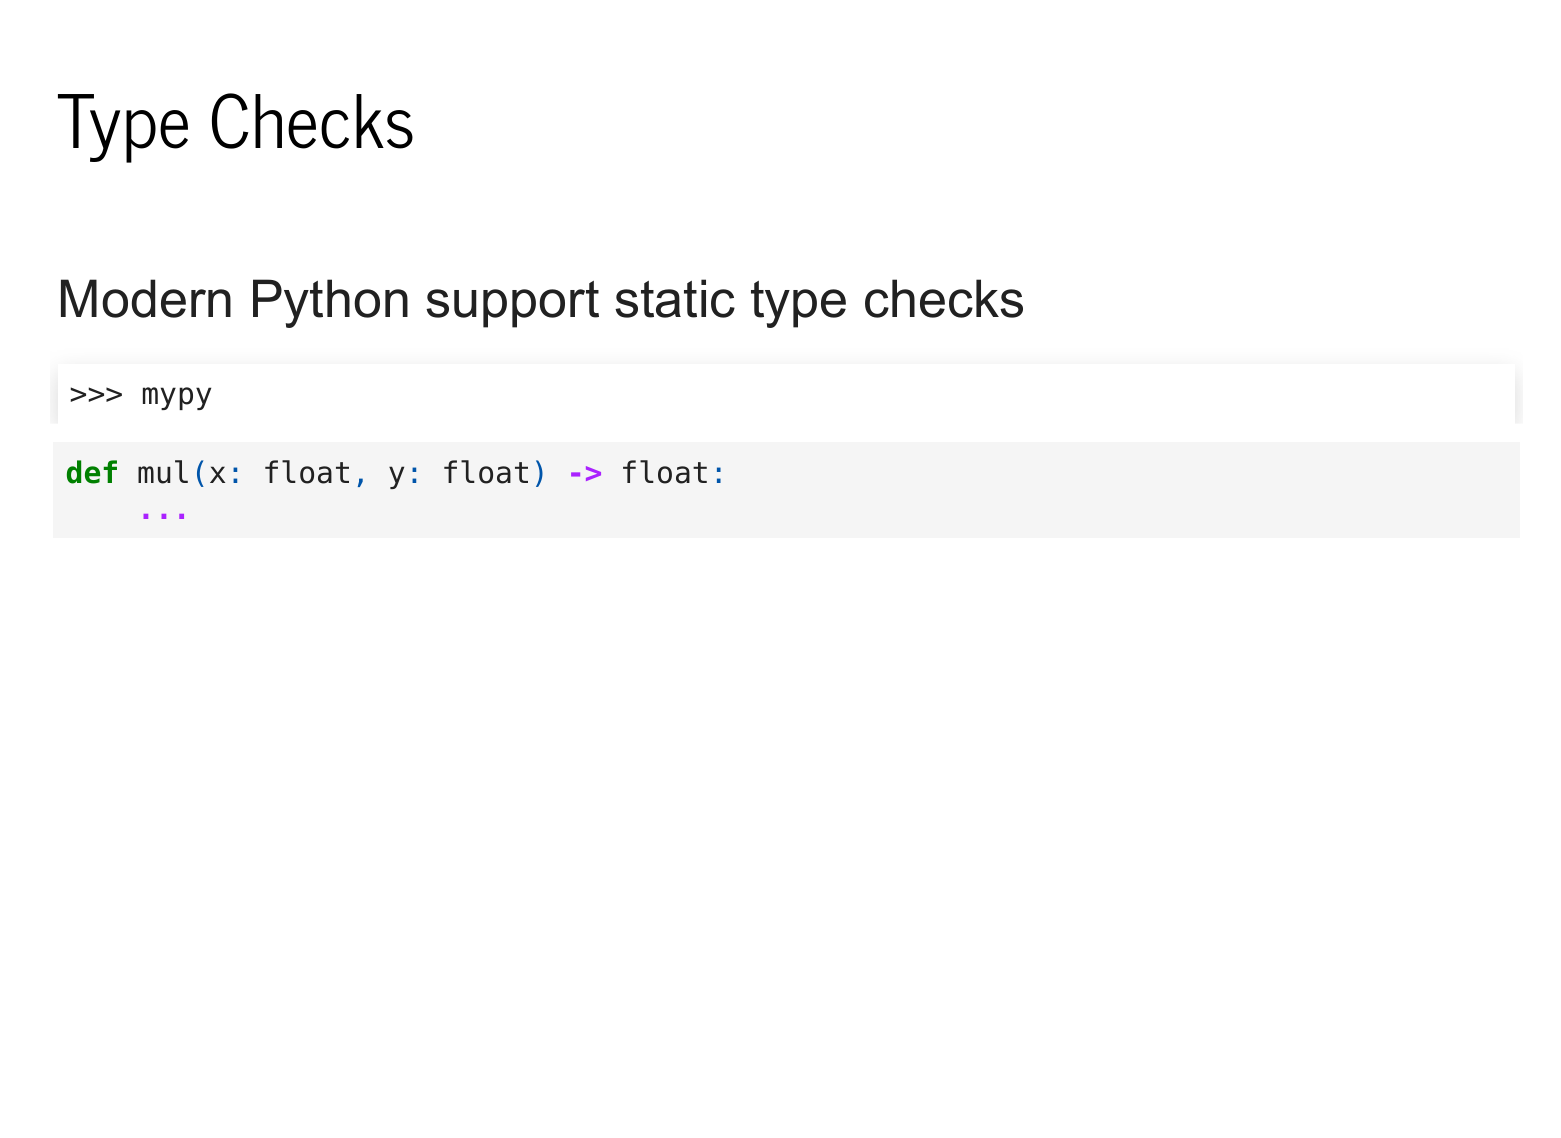 Type Checks
Modern Python support static type checks
>>> mypy
def mul(x: float, y: float) -> float:
    ...